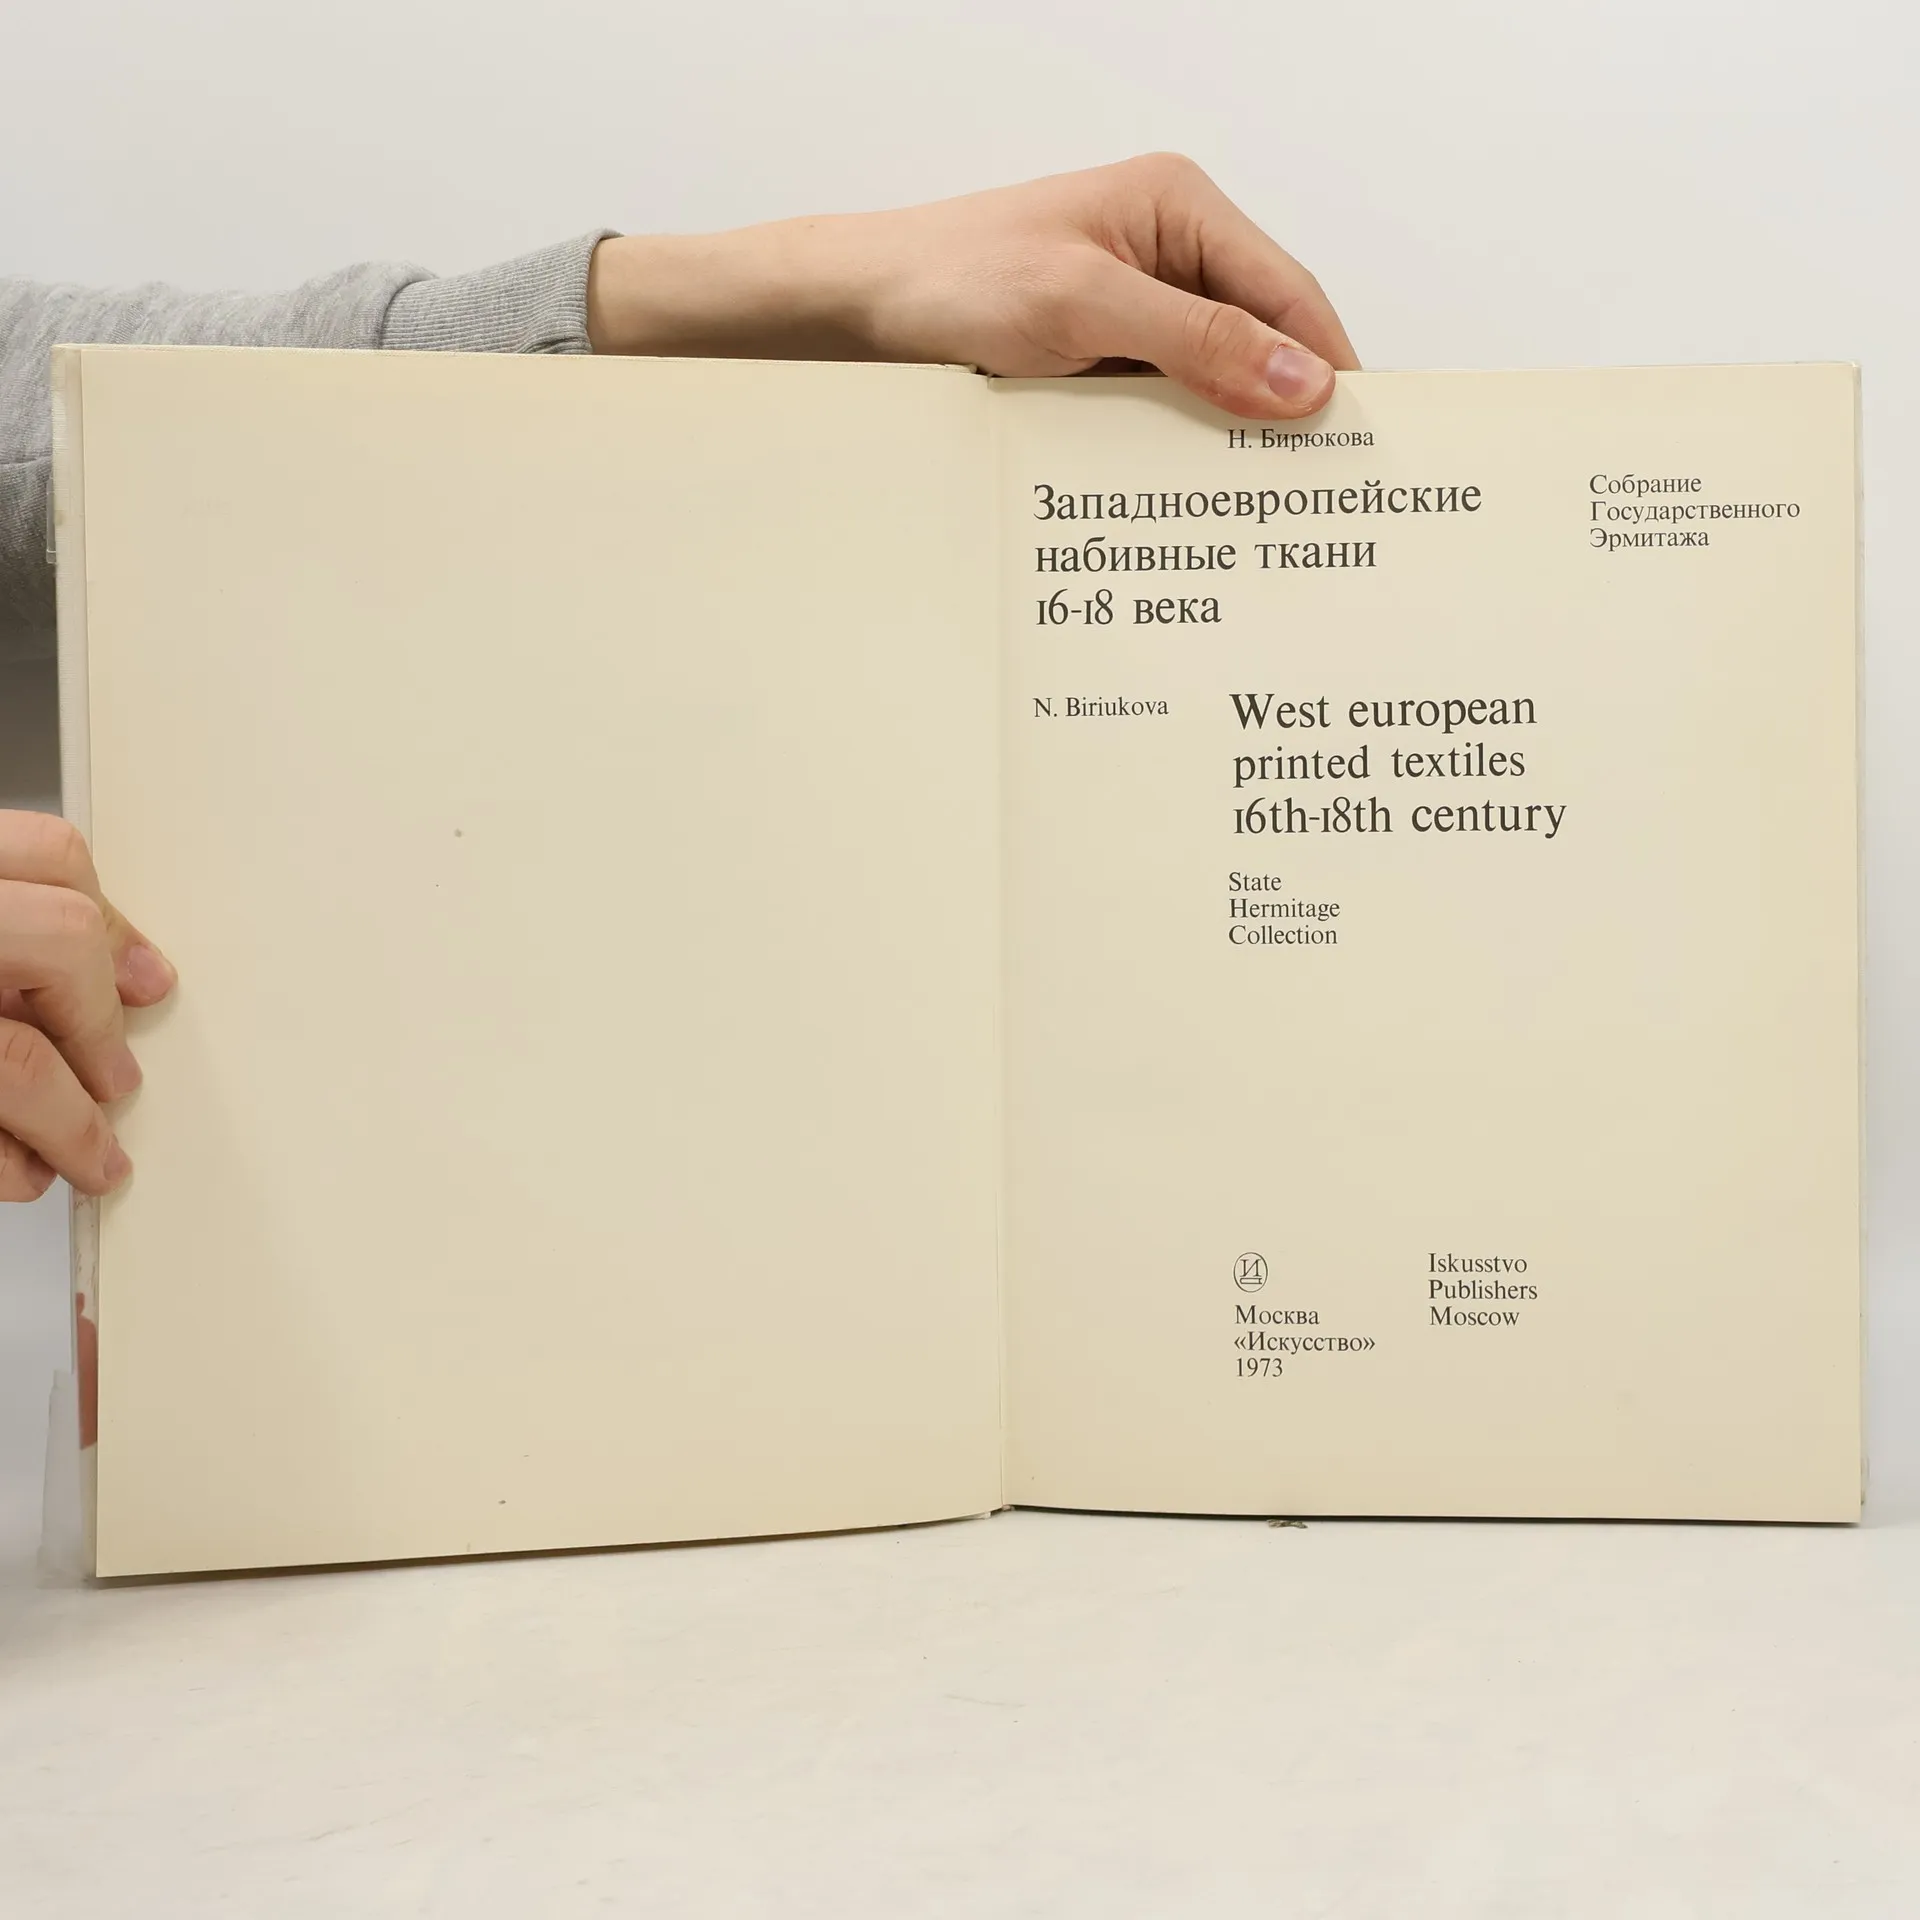 Н. Бирюкова
Западноевропейские
набивные ткани
16-18 века
Собрание
Государственного
Эрмитажа
N. Biriukova
West european
printed textiles
16th-18th century
State
Hermitage
Collection
И
Москва
«Искусство»
1973
Iskusstvo
Publishers
Moscow